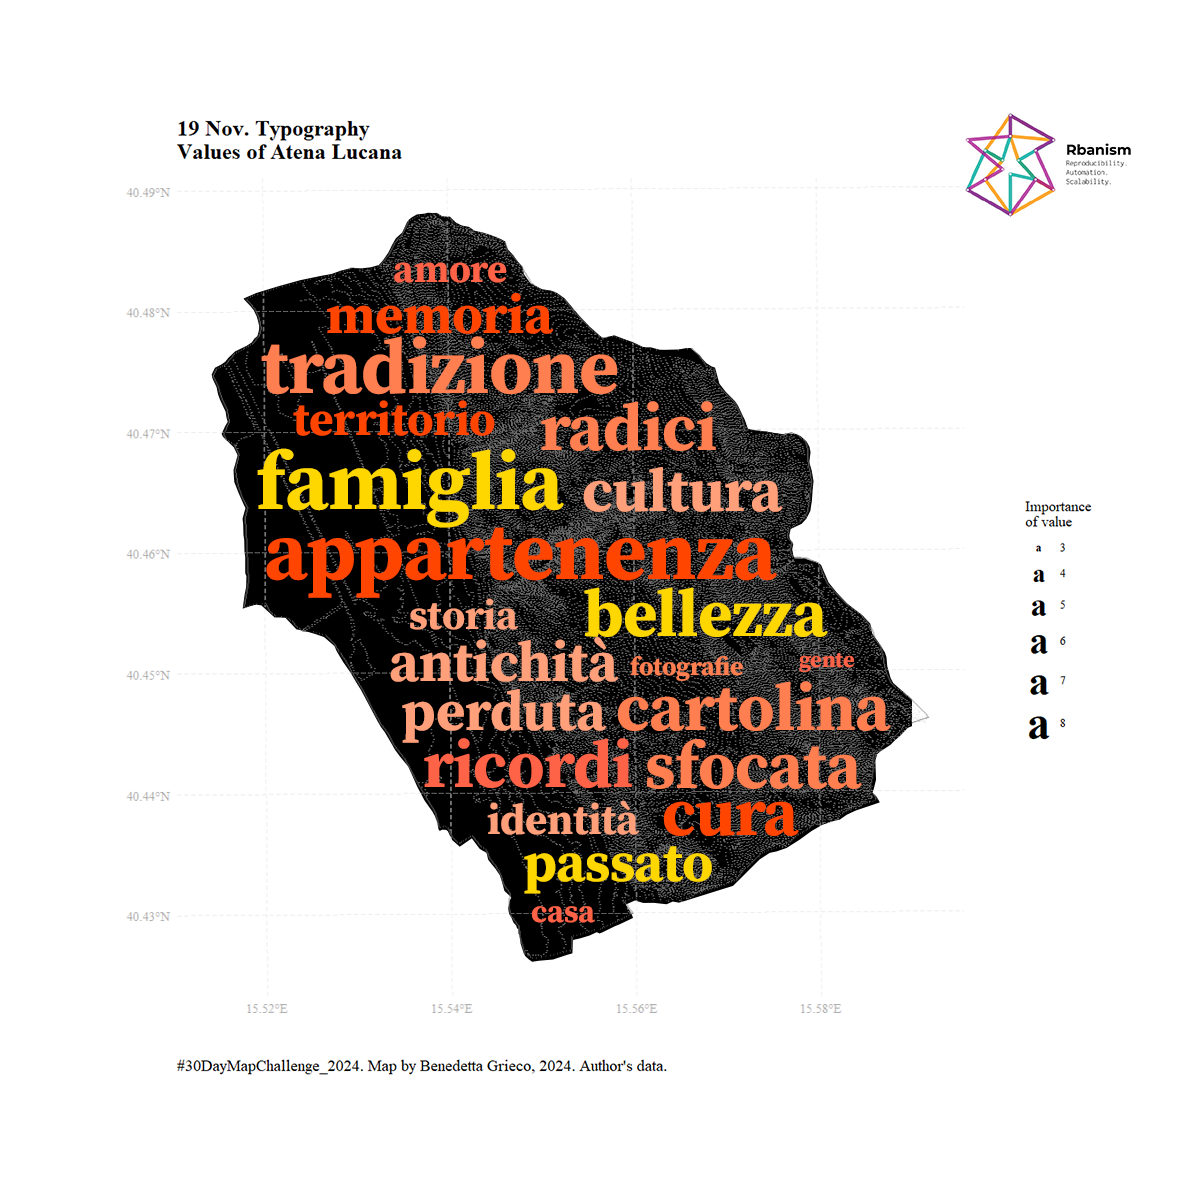 19 Nov. Typography
Values of Atena Lucana
Rbanism
Reproducibility.
Automation.
Scalability.
40.49°N
40.48°N
40.47°N
40.46°N
40.45°N
40.44°N
40.43°N
amore
memoria
tradizione
territorio
radici
famiglia
cultura
appartenenza
storia
bellezza
antichità
fotografie
gente
perduta
cartolina
ricordi
sfocata
identità
cura
passato
casa
Importance
of value
a 3
a 4
a 5
a 6
a 7
a 8
15.52°E
15.54°E
15.56°E
15.58°E
#30DayMapChallenge_2024. Map by Benedetta Grieco, 2024. Author's data.